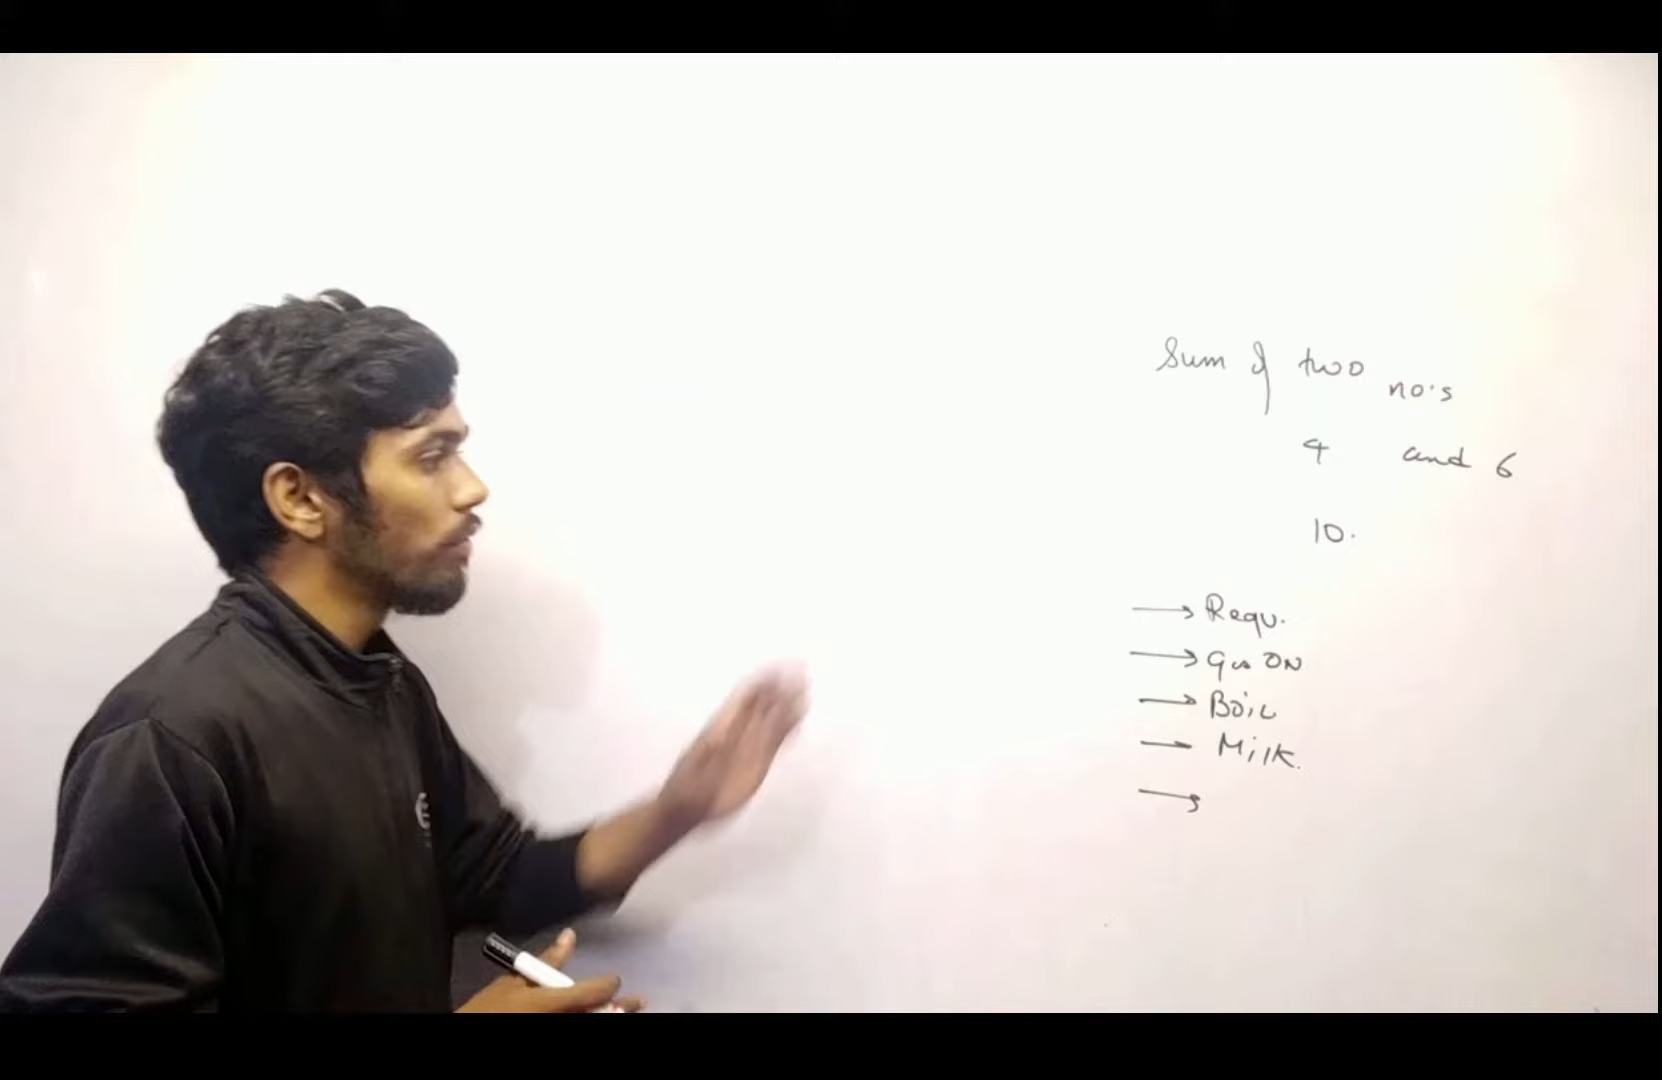 Sum of two no's
4 and 6
10.
→ Requ.
→ Gas ON
→ Boil
→ Milk.
→